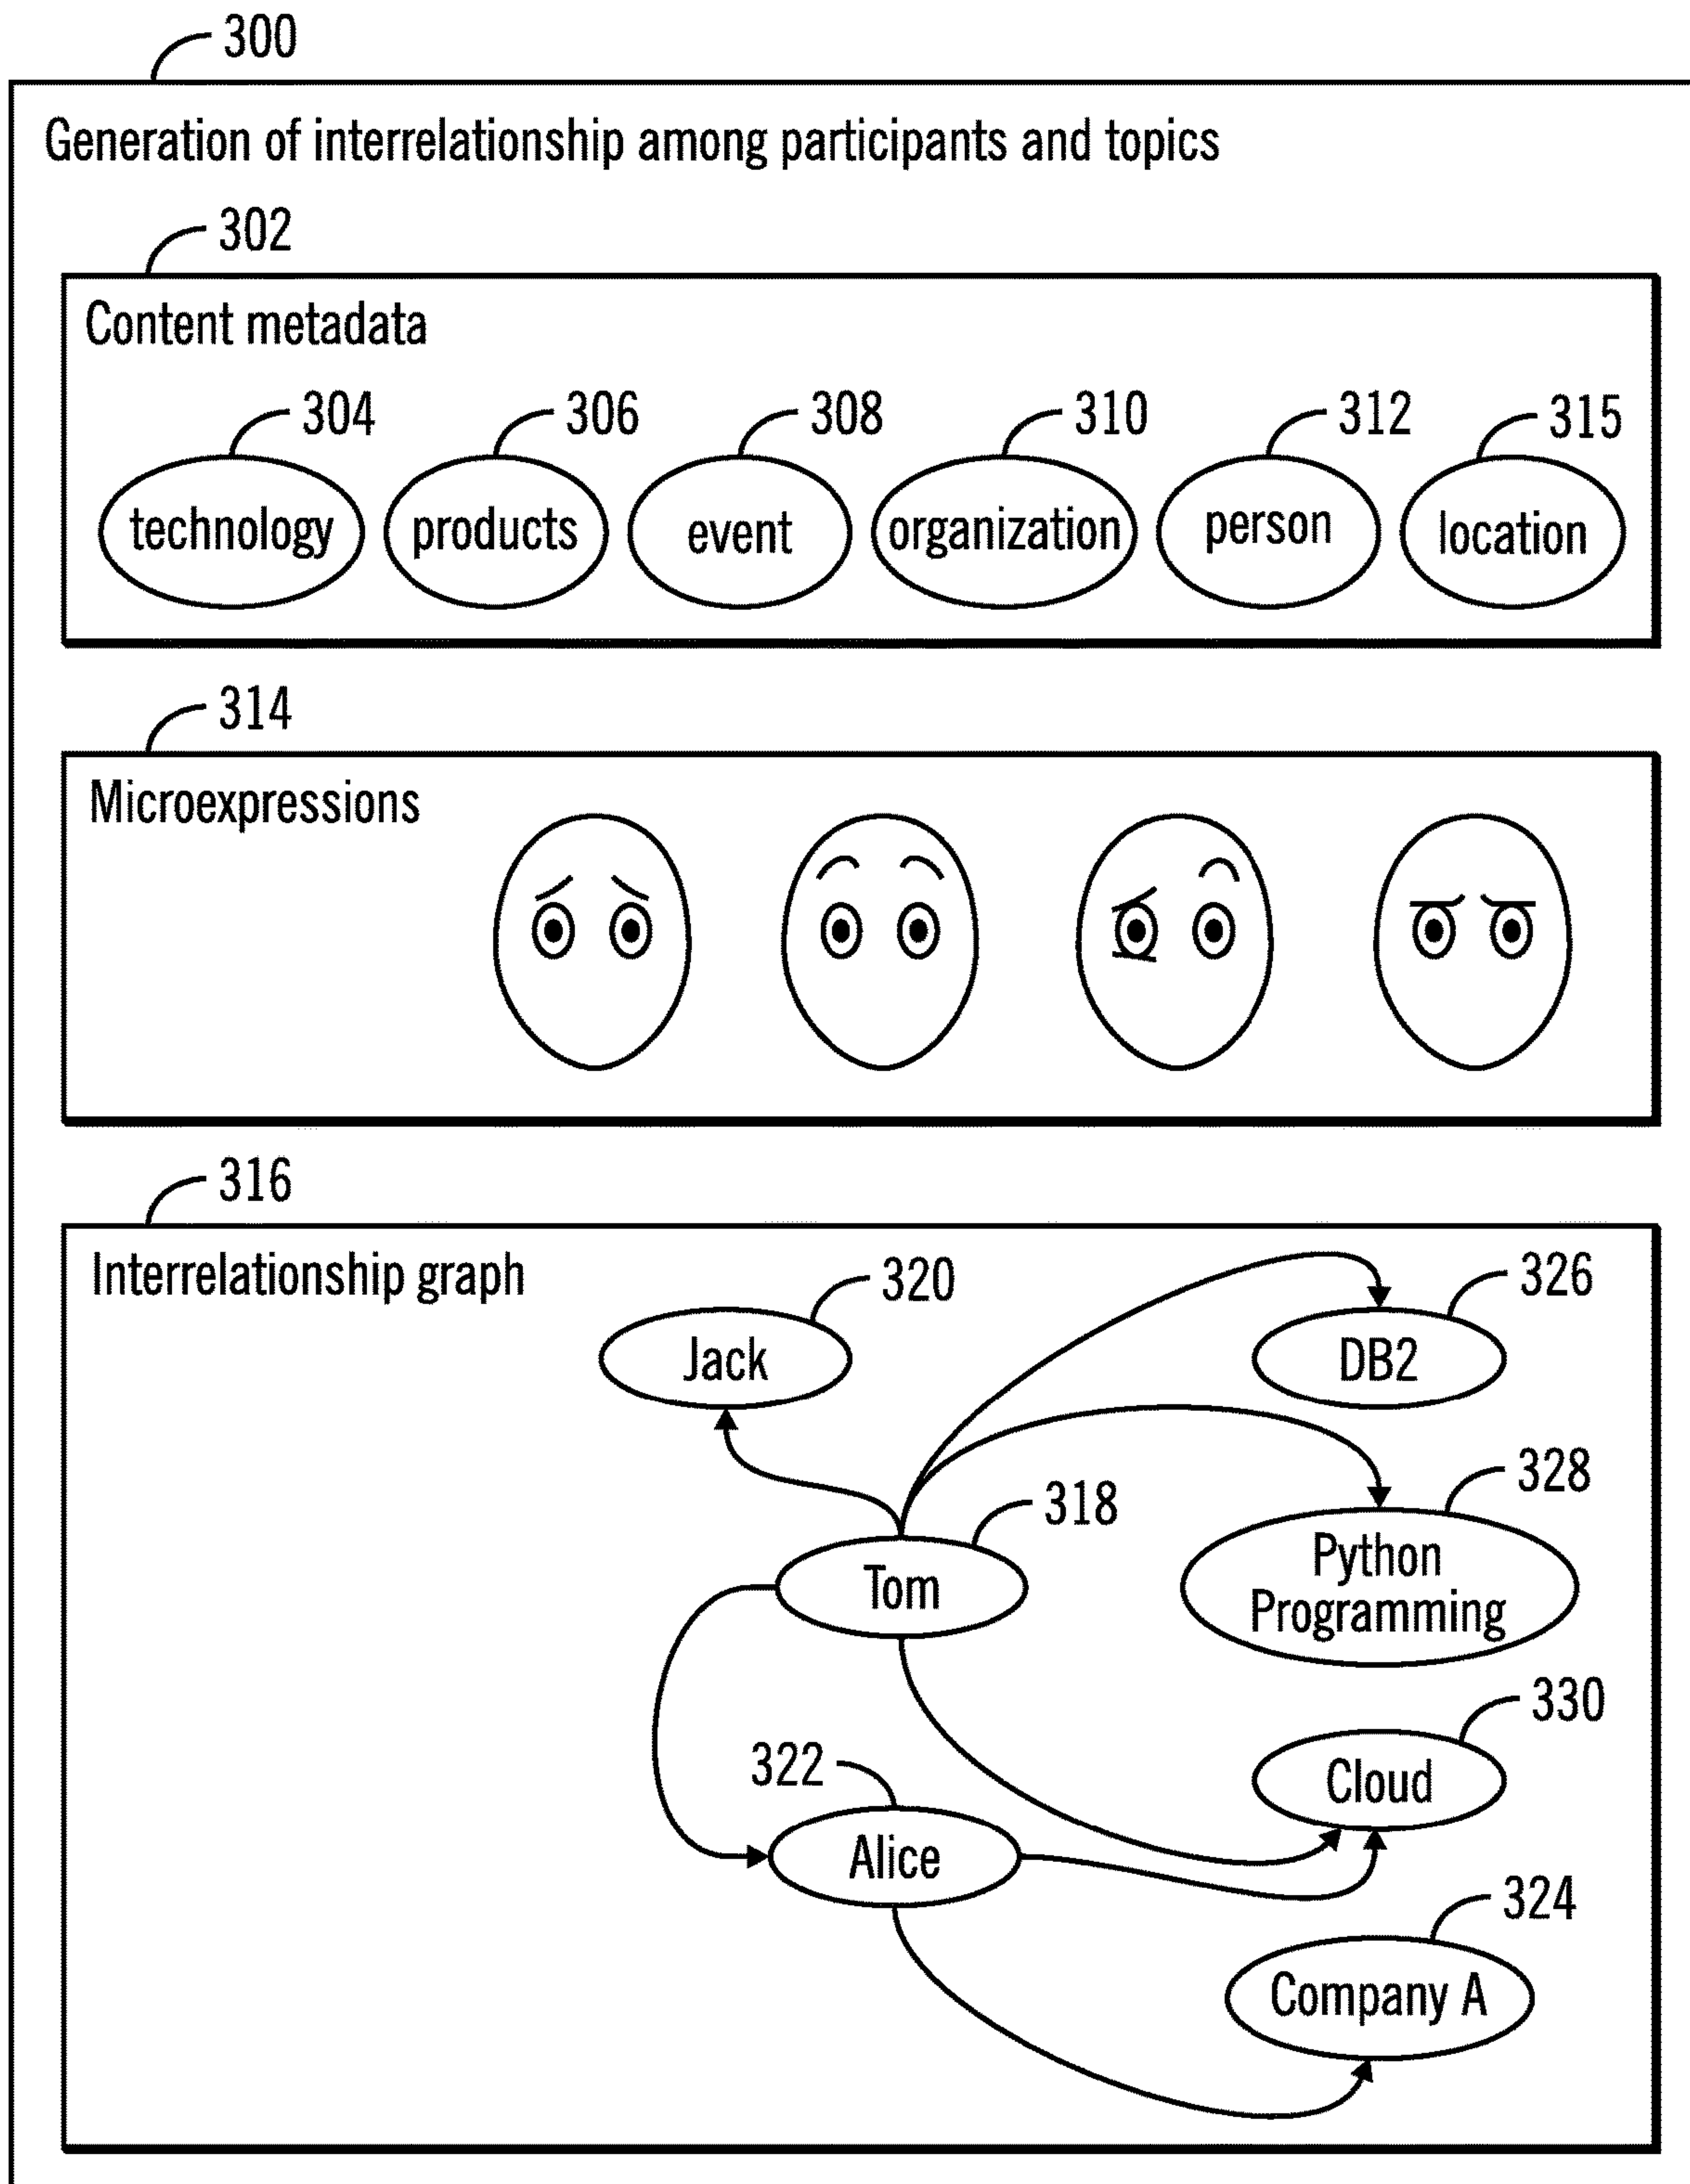 300
Generation of interrelationship among participants and topics
302
Content metadata
304 306 308 310 312 315
technology products event organization person location
314
Microexpressions
316
Interrelationship graph
320
326
Jack
DB2
328
318
Python
Programming
Tom
330
322
Cloud
Alice
324
Company A